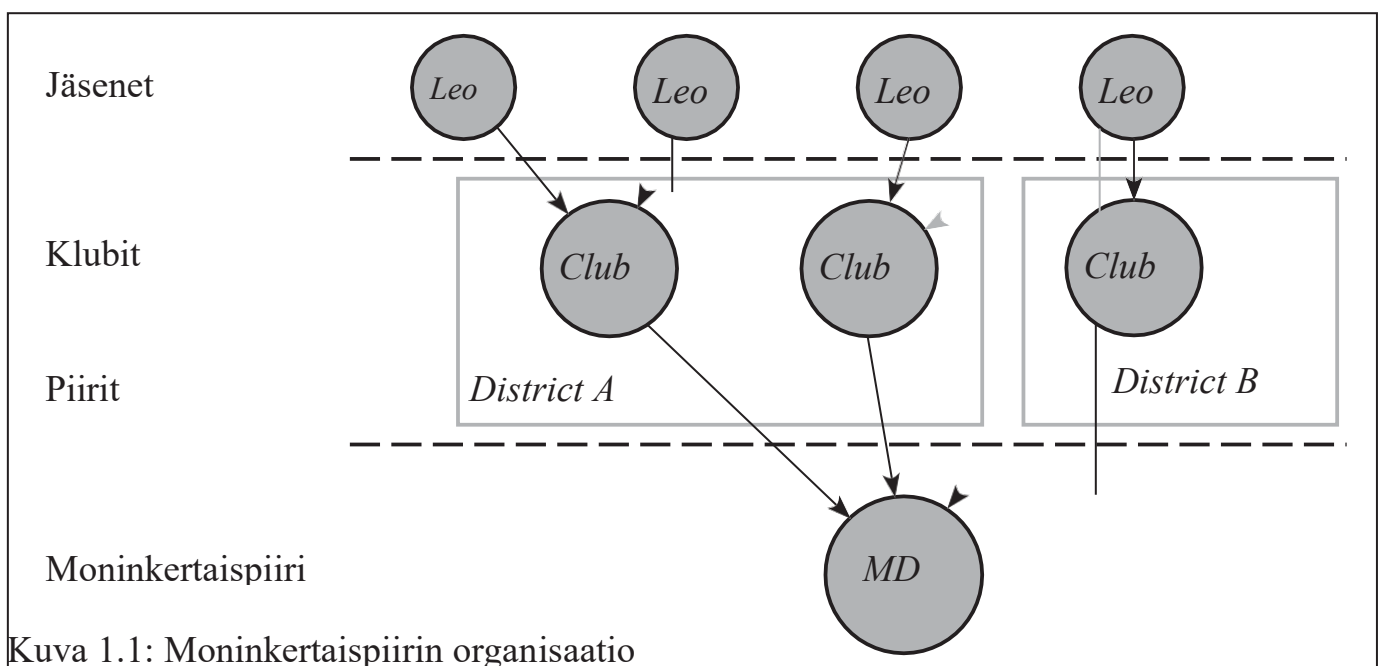 Jäsenet
Leo
Leo
Leo
Leo
Klubit
Club
Club
Club
Piirit
District A
District B
Moninkertaispiiri
MD
Kuva 1.1: Moninkertaispiirin organisaatio